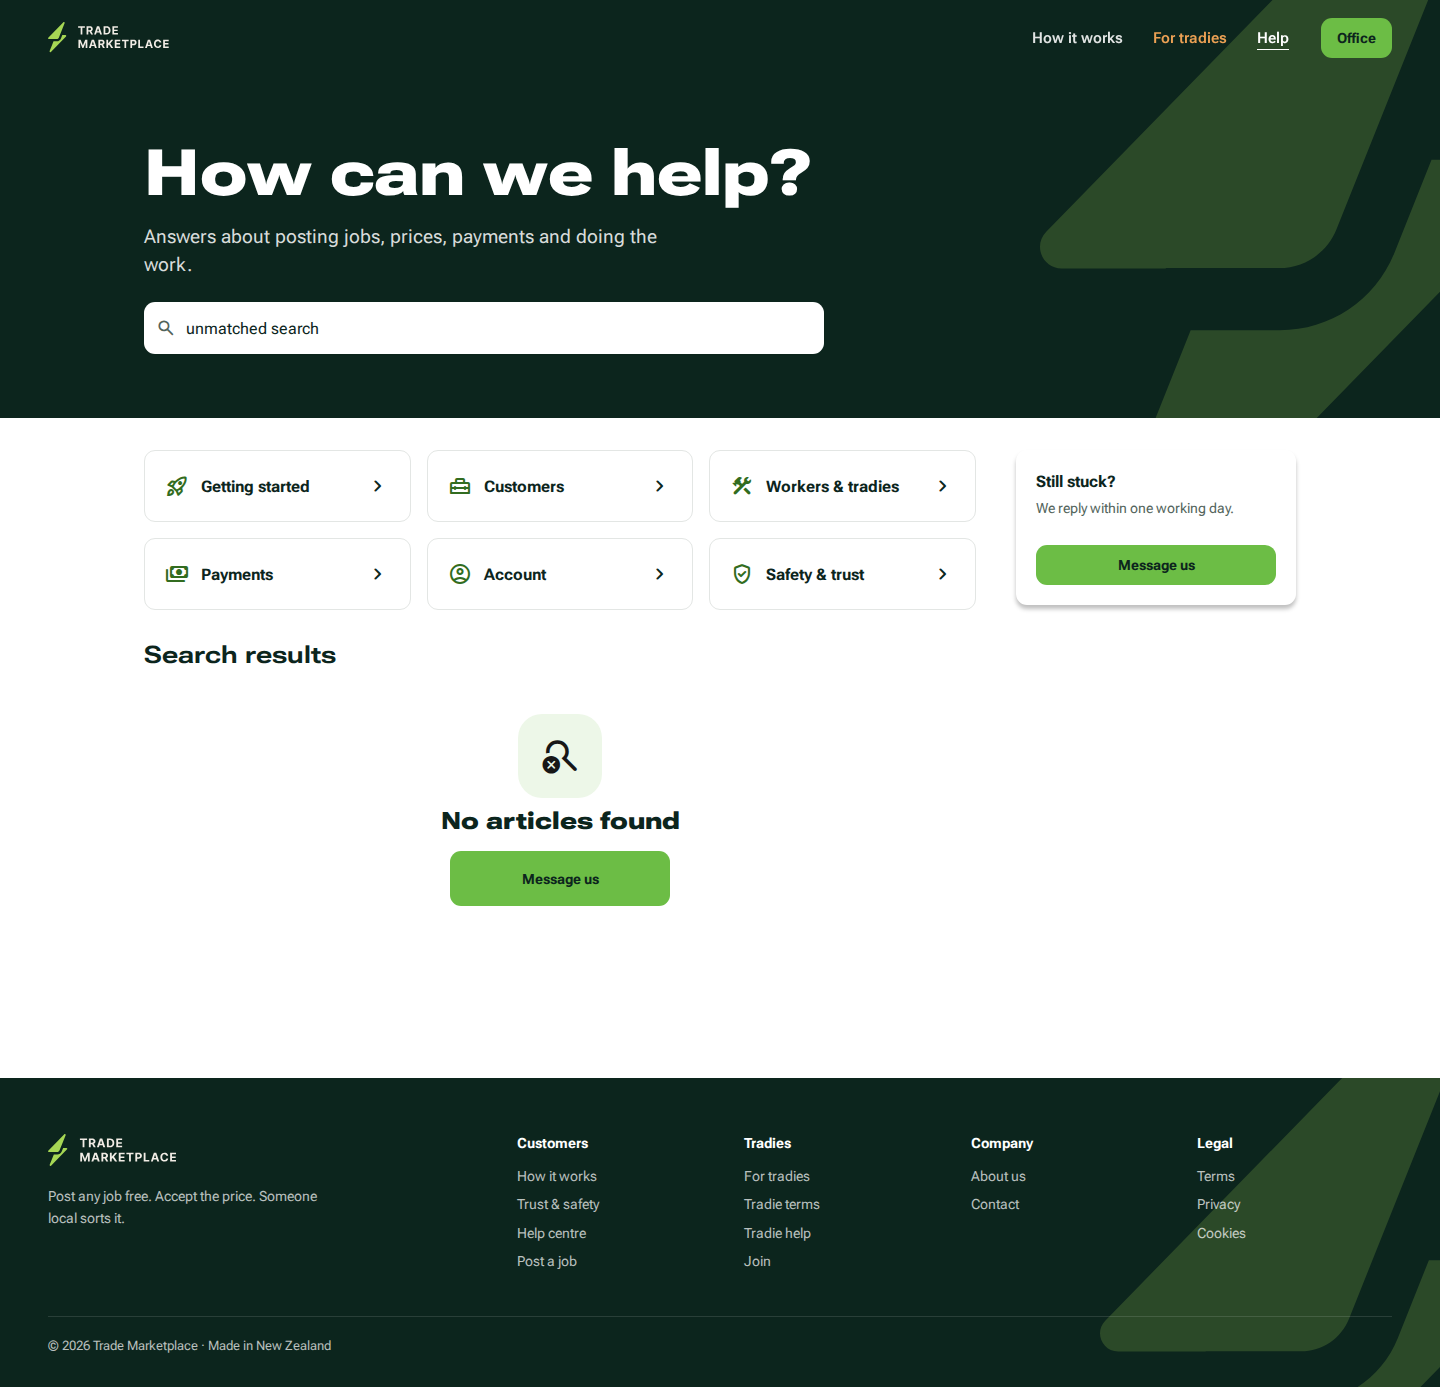 TRADE
MARKETPLACE
How it works
For tradies
Help
Office
How can we help?
Answers about posting jobs, prices, payments and doing the
work.
unmatched search
Getting started
Customers
Workers & tradies
Payments
Account
Safety & trust
Still stuck?
We reply within one working day.
Message us
Search results
No articles found
Message us
TRADE
MARKETPLACE
Post any job free. Accept the price. Someone
local sorts it.
Customers
How it works
Trust & safety
Help centre
Post a job
Tradies
For tradies
Tradie terms
Tradie help
Join
Company
About us
Contact
Legal
Terms
Privacy
Cookies
© 2026 Trade Marketplace · Made in New Zealand